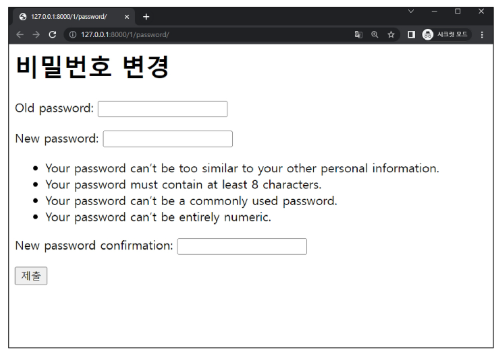 127.0.0.1:8000/1/password/
127.0.0.1:8000/1/password/
시크릿 모드
비밀번호 변경
Old password:
New password:
• Your password can't be too similar to your other personal information.
• Your password must contain at least 8 characters.
• Your password can't be a commonly used password.
• Your password can't be entirely numeric.
New password confirmation:
제출